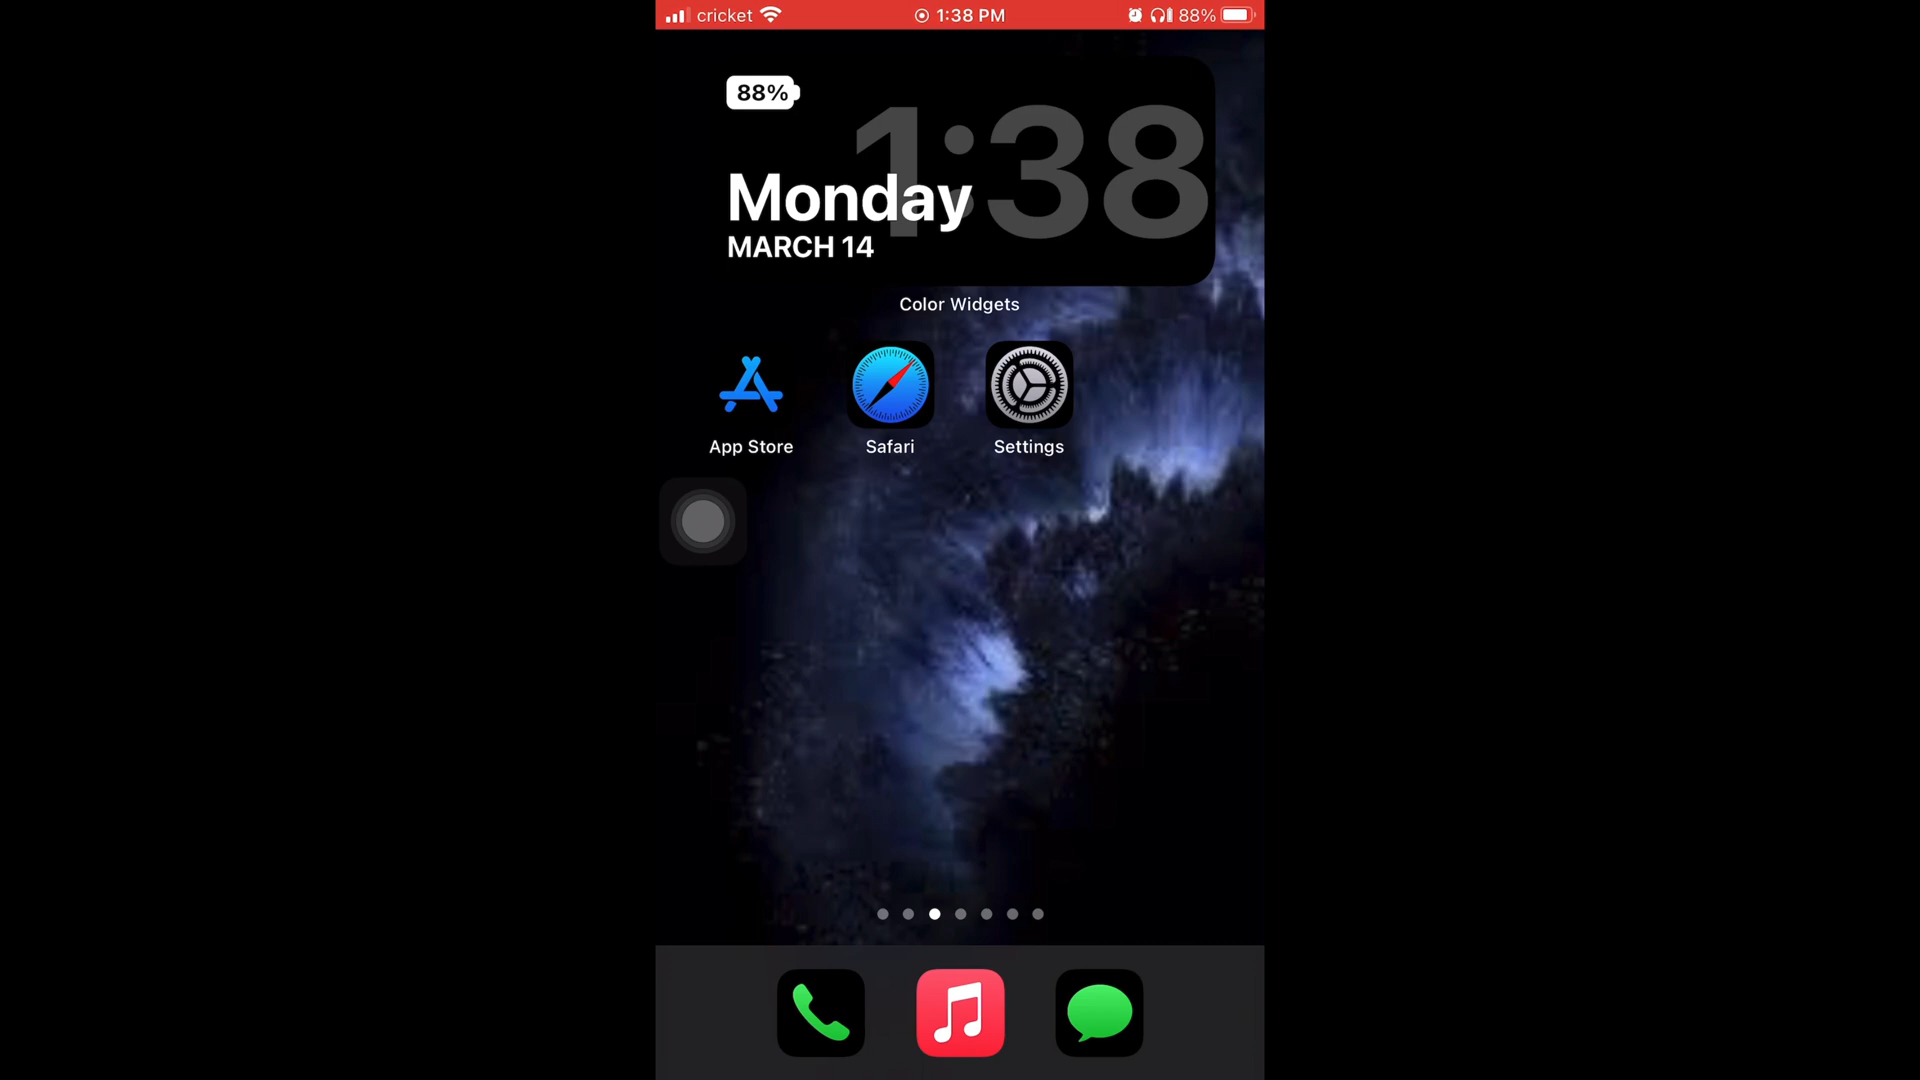 cricket 1:38 PM 88%
88%
1:38
Monday
MARCH 14
Color Widgets
App Store Safari Settings